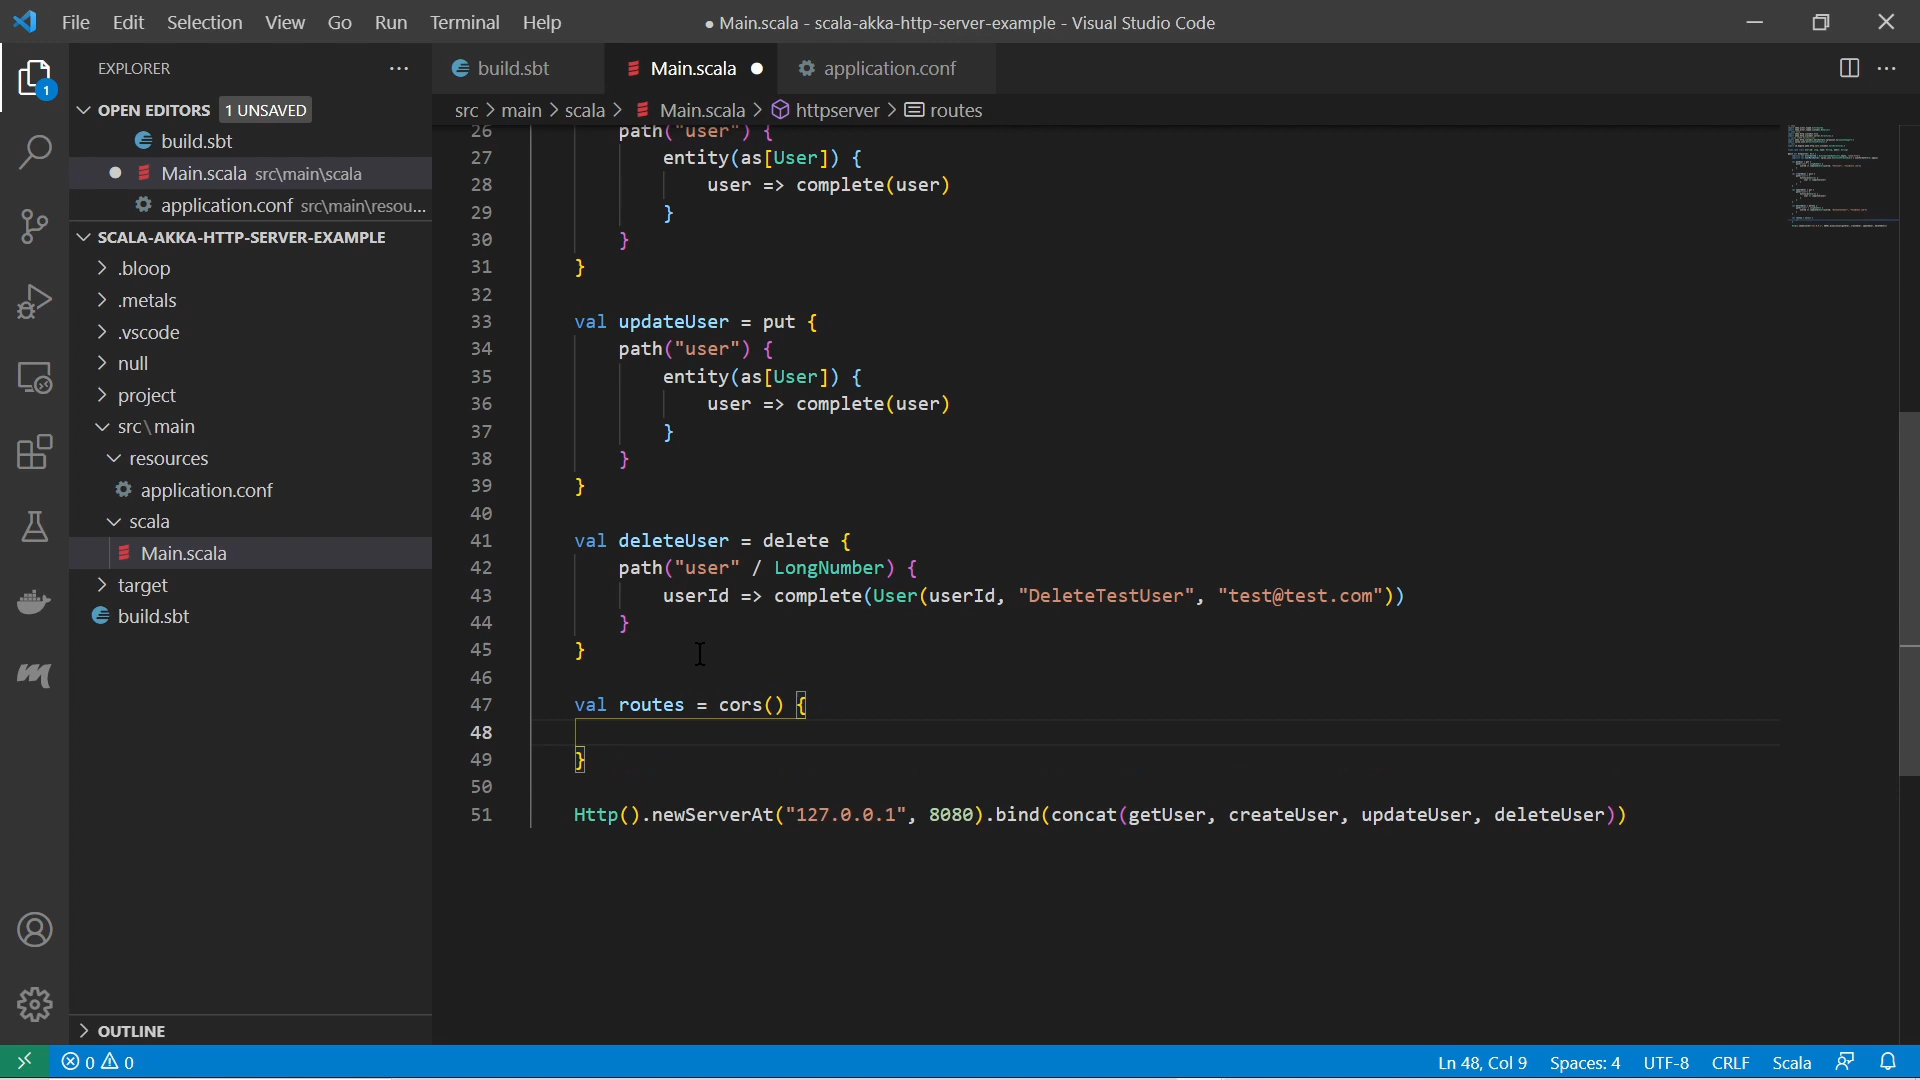 File Edit Selection View Go Run Terminal Help
● Main.scala - scala-akka-http-server-example - Visual Studio Code
EXPLORER
OPEN EDITORS 1 UNSAVED
build.sbt
Main.scala src\main\scala
application.conf src\main\resou...
SCALA-AKKA-HTTP-SERVER-EXAMPLE
.bloop
.metals
.vscode
null
project
src\main
resources
application.conf
scala
Main.scala
target
build.sbt
OUTLINE
1
build.sbt Main.scala application.conf
src > main > scala > Main.scala > httpserver > routes
26 path("user") {
27 entity(as[User]) {
28 user => complete(user)
29 }
30 }
31 }
32
33 val updateUser = put {
34 path("user") {
35 entity(as[User]) {
36 user => complete(user)
37 }
38 }
39 }
40
41 val deleteUser = delete {
42 path("user" / LongNumber) {
43 userId => complete(User(userId, "DeleteTestUser", "test@test.com"))
44 }
45 }
46
47 val routes = cors() {
48
49 }
50
51 Http().newServerAt("127.0.0.1", 8080).bind(concat(getUser, createUser, updateUser, deleteUser))
0 0 Ln 48, Col 9 Spaces: 4 UTF-8 CRLF Scala